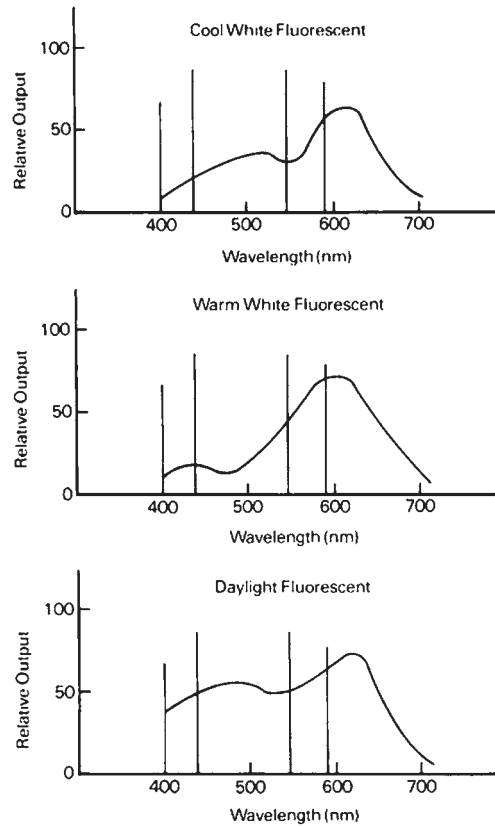 Cool White Fluorescent
100
50
0
Relative Output
400 500 600 700
Wavelength (nm)
Warm White Fluorescent
100
50
0
Relative Output
400 500 600 700
Wavelength (nm)
Daylight Fluorescent
100
50
0
Relative Output
400 500 600 700
Wavelength (nm)